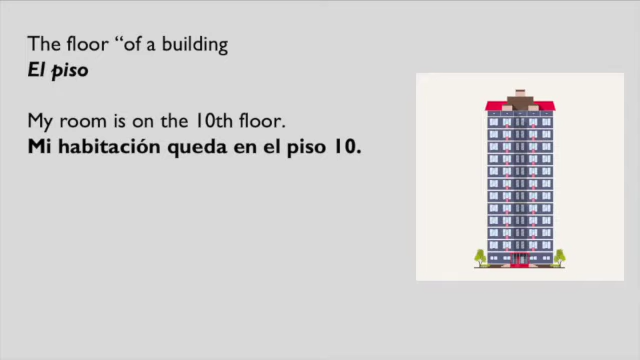 The floor “of a building
El piso
My room is on the 10th floor.
Mi habitación queda en el piso 10.